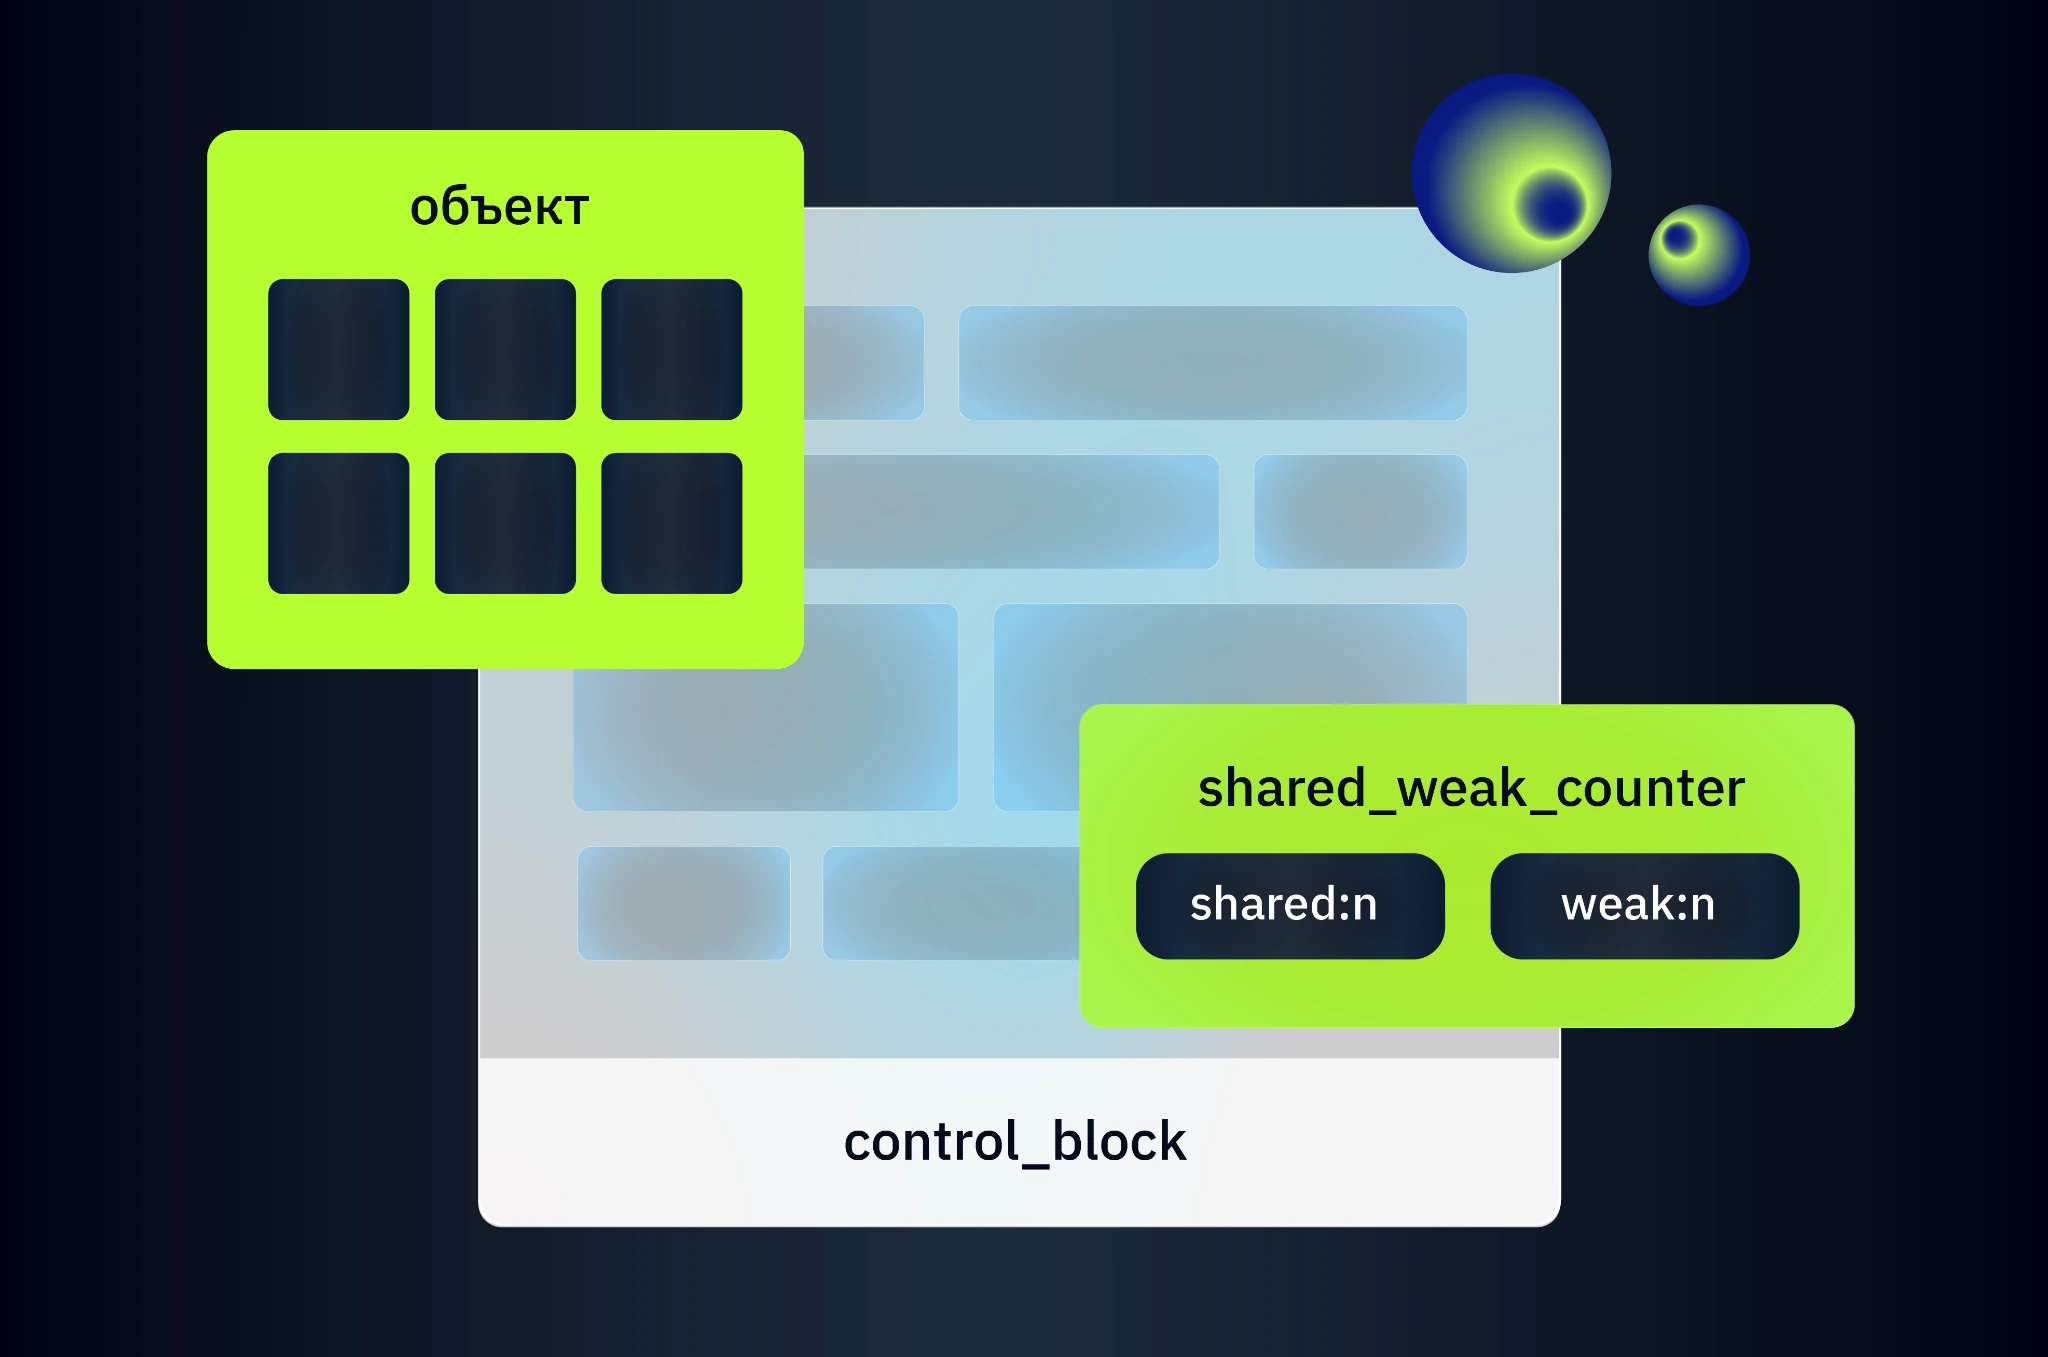 объект
shared_weak_counter
shared:n
weak:n
control_block